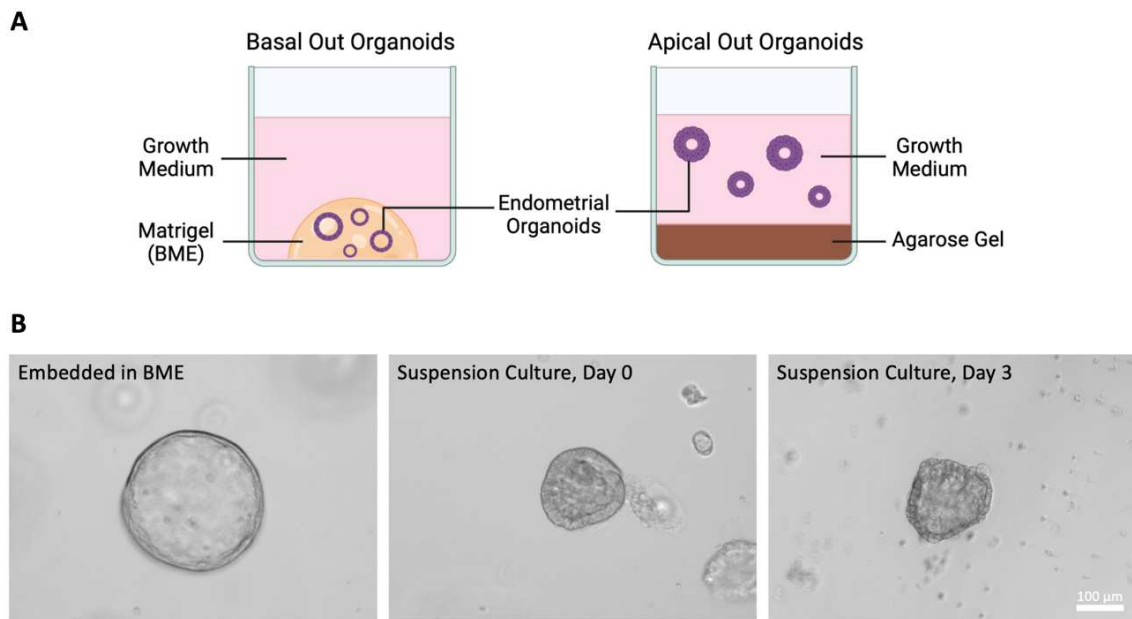 A
Basal Out Organoids
Apical Out Organoids
Growth
Medium
Matrigel
(BME)
Endometrial
Organoids
Growth
Medium
Agarose Gel
B
Embedded in BME
Suspension Culture, Day 0
Suspension Culture, Day 3
100 µm